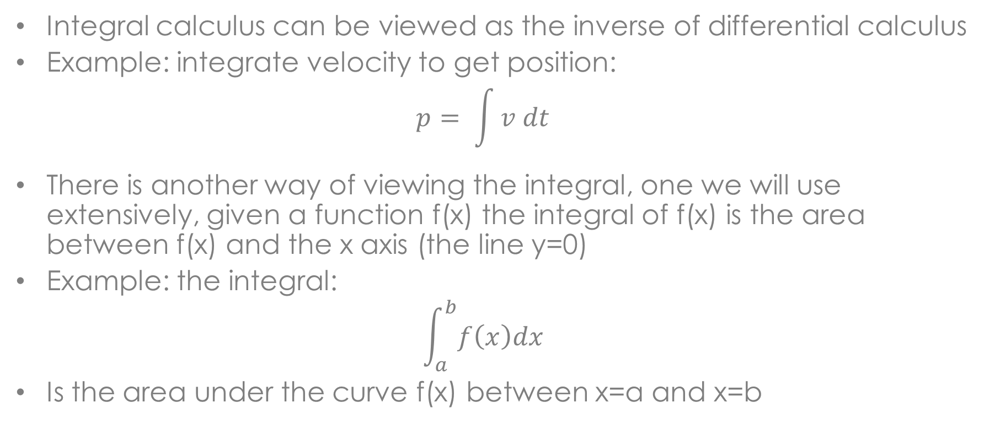 • Integral calculus can be viewed as the inverse of differential calculus
• Example: integrate velocity to get position:
p = ∫ v dt
• There is another way of viewing the integral, one we will use
extensively, given a function f(x) the integral of f(x) is the area
between f(x) and the x axis (the line y=0)
• Example: the integral:
∫_a^b f(x)dx
• Is the area under the curve f(x) between x=a and x=b